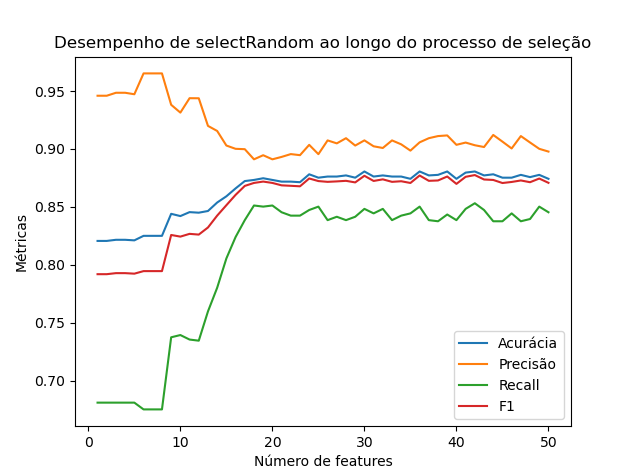 Desempenho de selectRandom ao longo do processo de seleção
Métricas
0.95
0.90
0.85
0.80
0.75
0.70
0 10 20 30 40 50
Número de features
Acurácia
Precisão
Recall
F1